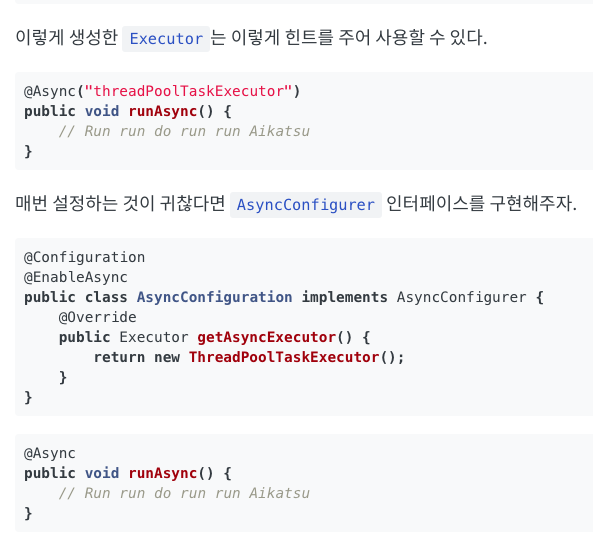 이렇게 생성한 Executor 는 이렇게 힌트를 주어 사용할 수 있다.
@Async("threadPoolTaskExecutor")
public void runAsync() {
    // Run run do run run Aikatsu
}
매번 설정하는 것이 귀찮다면 AsyncConfigurer 인터페이스를 구현해주자.
@Configuration
@EnableAsync
public class AsyncConfiguration implements AsyncConfigurer {
    @Override
    public Executor getAsyncExecutor() {
        return new ThreadPoolTaskExecutor();
    }
}
@Async
public void runAsync() {
    // Run run do run run Aikatsu
}